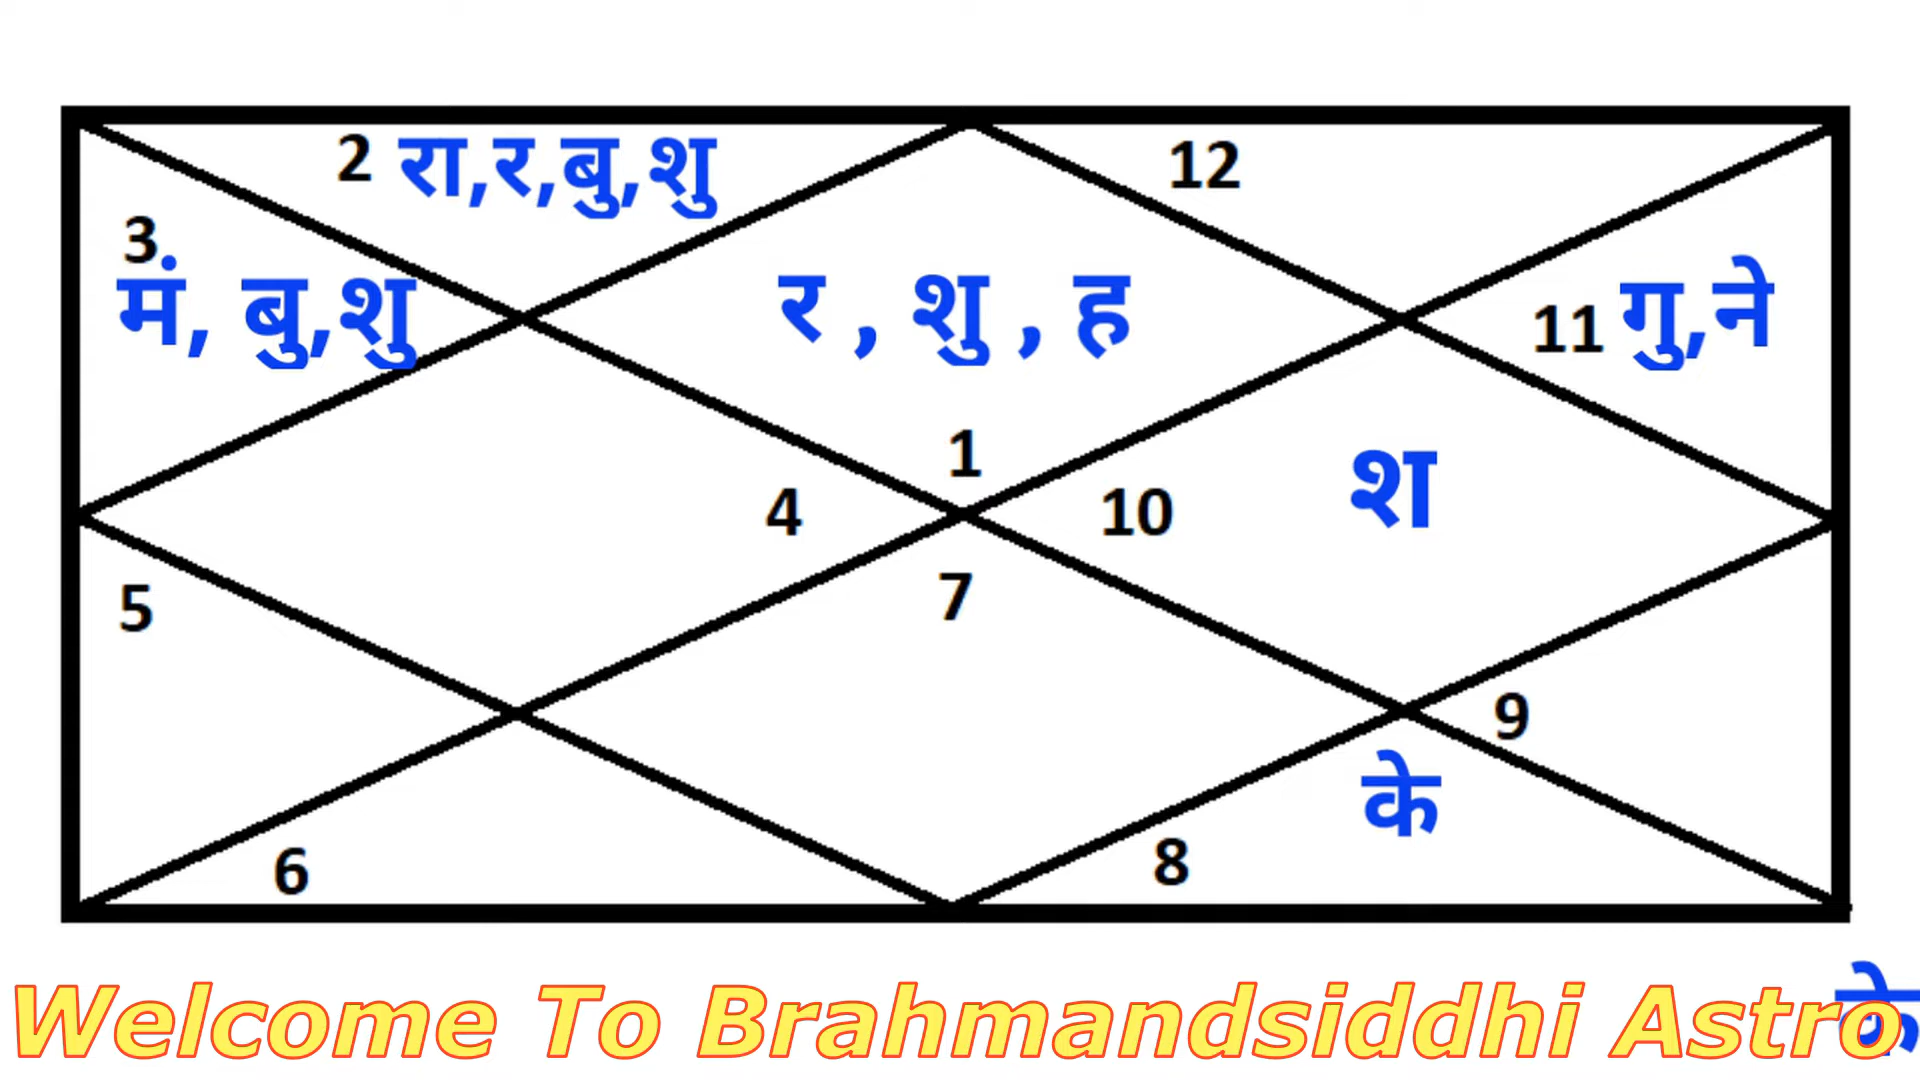 2 रा,र,बु,शु
12
3
मं, बु,शु
र , शु , ह
11 गु,ने
1
4
10
श
5
7
9
के
6
8
Welcome To Brahmandsiddhi Astro
के